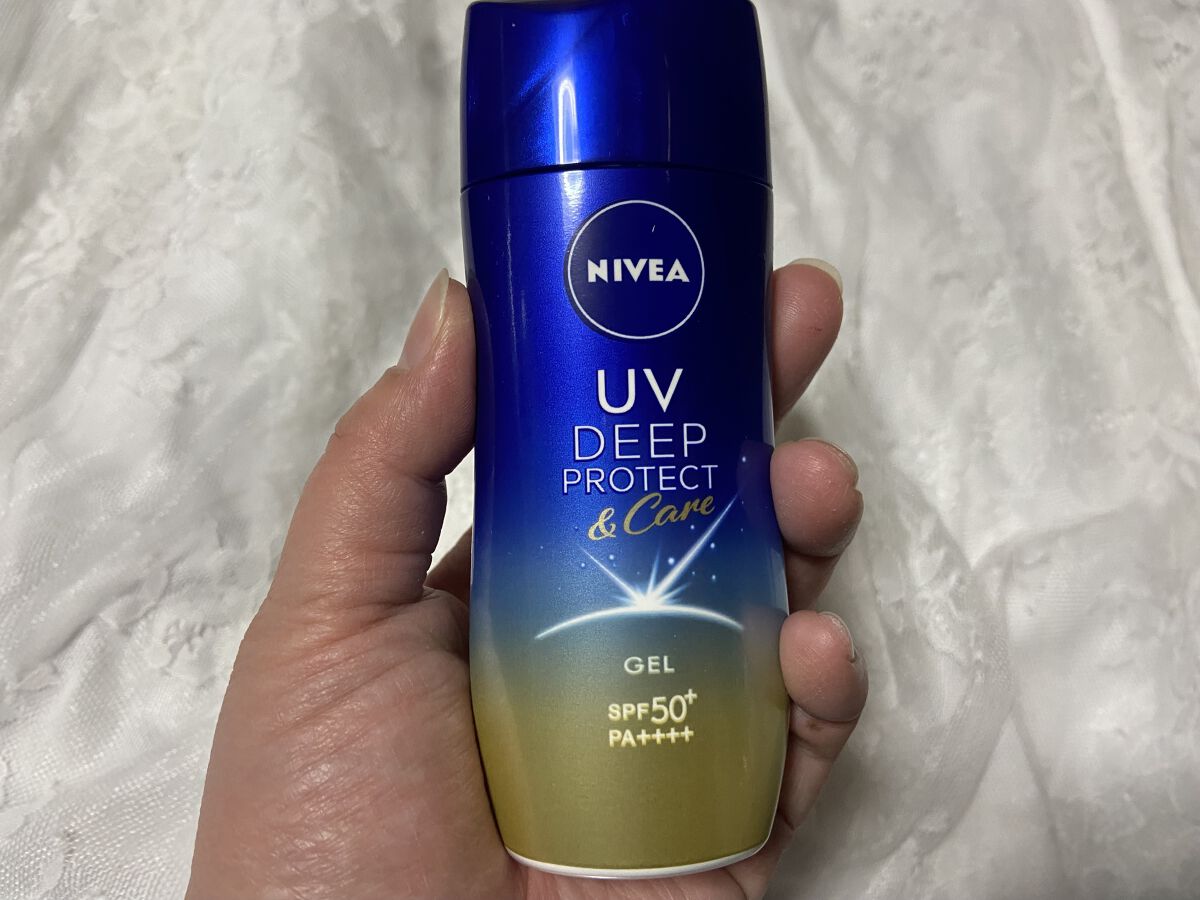 NIVEA
UV
DEEP
PROTECT
& Care
GEL
SPF50+
PA++++